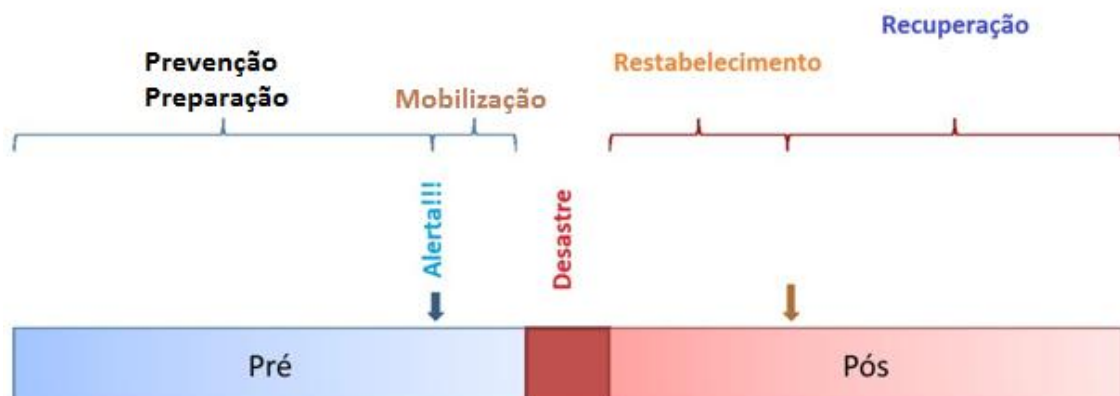 Recuperação
Prevenção
Preparação
Restabelecimento
Mobilização
Alerta!!!
Desastre
Pré
Pós